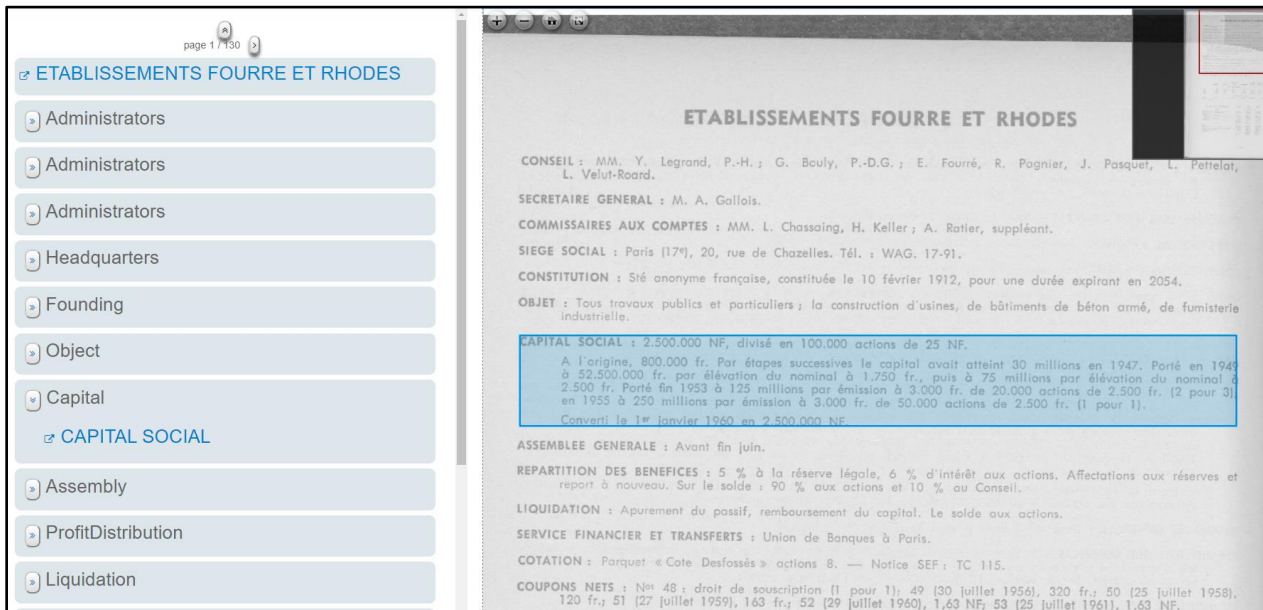 page 1 / 130
ETABLISSEMENTS FOURRE ET RHODES
Administrators
Administrators
Administrators
Headquarters
Founding
Object
Capital
CAPITAL SOCIAL
Assembly
ProfitDistribution
Liquidation
ETABLISSEMENTS FOURRE ET RHODES
CONSEIL : MM. Y. Legrand, P.-H. ; G. Bouly, P.-D.G. ; E. Fourré, R. Pagnier, J. Pasquet, L. Pettelat,
L. Velut-Roard.
SECRETAIRE GENERAL : M. A. Gallois.
COMMISSAIRES AUX COMPTES : MM. L. Chassaing, H. Keller ; A. Ratier, suppléant.
SIEGE SOCIAL : Paris (17e), 20, rue de Chazelles. Tél. : WAG. 17-91.
CONSTITUTION : Sté anonyme française, constituée le 10 février 1912, pour une durée expirant en 2054.
OBJET : Tous travaux publics et particuliers ; la construction d'usines, de bâtiments de béton armé, de fumisterie
industrielle.
CAPITAL SOCIAL : 2.500.000 NF, divisé en 100.000 actions de 25 NF.
A l'origine, 800.000 fr. Par étapes successives le capital avait atteint 30 millions en 1947. Porté en 1949
à 52.500.000 fr. par élévation du nominal à 1.750 fr., puis à 75 millions par élévation du nominal à
2.500 fr. Porté fin 1953 à 125 millions par émission à 3.000 fr. de 20.000 actions de 2.500 fr. (2 pour 3),
en 1955 à 250 millions par émission à 3.000 fr. de 50.000 actions de 2.500 fr. (1 pour 1).
Converti le 1er janvier 1960 en 2.500.000 NF.
ASSEMBLEE GENERALE : Avant fin juin.
REPARTITION DES BENEFICES : 5 % à la réserve légale, 6 % d'intérêt aux actions. Affectations aux réserves et
report à nouveau. Sur le solde : 90 % aux actions et 10 % au Conseil.
LIQUIDATION : Apurement du passif, remboursement du capital. Le solde aux actions.
SERVICE FINANCIER ET TRANSFERTS : Union de Banques à Paris.
COTATION : Parquet « Cote Desfossés » actions 8. — Notice SEF : TC 115.
COUPONS NETS : Nos 48 : droit de souscription (1 pour 1); 49 (30 juillet 1956), 320 fr.; 50 (25 juillet 1958),
120 fr.; 51 (27 juillet 1959), 163 fr.; 52 (29 juillet 1960), 1,63 NF; 53 (25 juillet 1961), 1,63 NF.